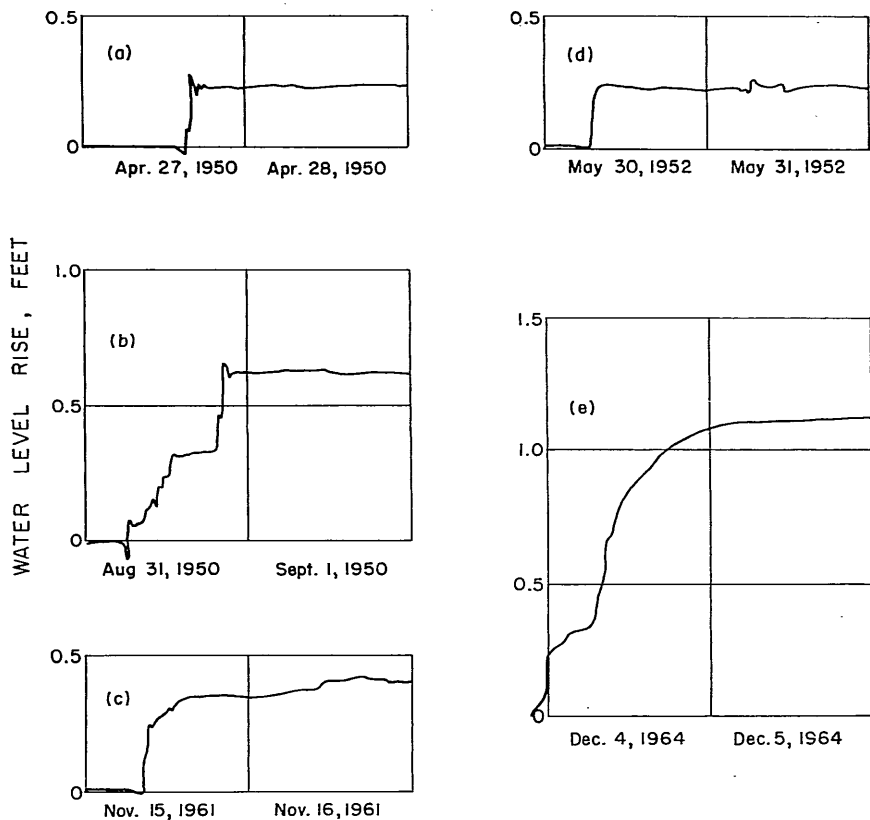 WATER LEVEL RISE, FEET
0.5
(a)
0
Apr. 27, 1950 Apr. 28, 1950
1.0
(b)
0.5
0
Aug 31, 1950 Sept. 1, 1950
0.5
(c)
0
Nov. 15, 1961 Nov. 16, 1961
0.5
(d)
0
May 30, 1952 May 31, 1952
1.5
(e)
1.0
0.5
0
Dec. 4, 1964 Dec. 5, 1964